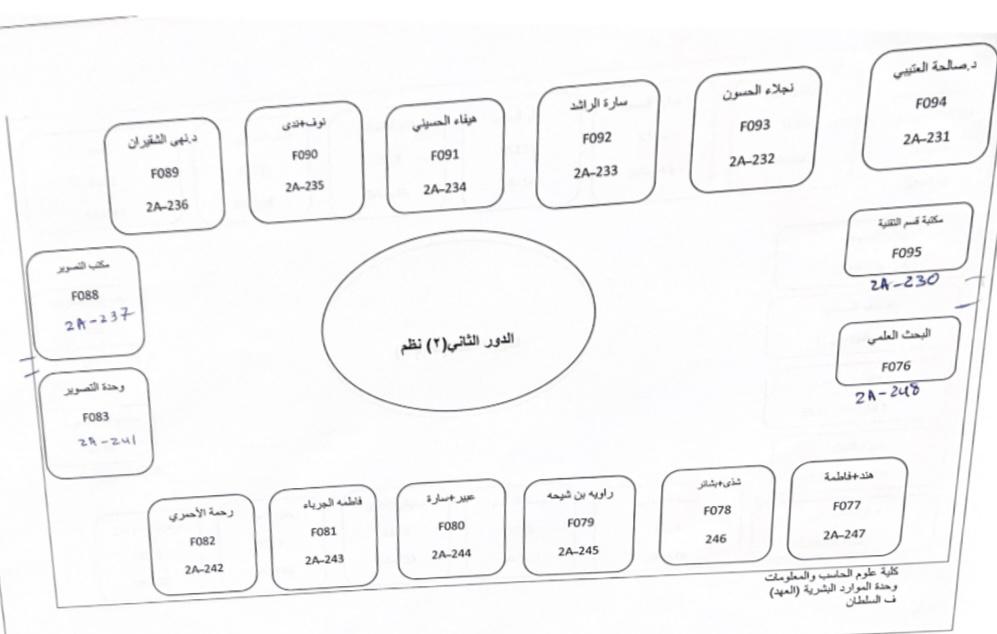 د.صالحة العتيبي
F094
2A–231
نجلاء الحسون
F093
2A–232
سارة الراشد
F092
2A–233
هيفاء الحسيني
F091
2A–234
نوف+ندى
F090
2A–235
د.نهى الشقيران
F089
2A–236
مكتبة قسم التقنية
F095
2A-230
مكتب التصوير
F088
2A-237
الدور الثاني(٢) نظم
البحث العلمي
F076
2A-248
وحدة التصوير
F083
2A-241
هند+فاطمة
F077
2A–247
شذى+بشائر
F078
246
راويه بن شيحه
F079
2A–245
عبير+سارة
F080
2A–244
فاطمه الجرباء
F081
2A–243
رحمة الأحمري
F082
2A–242
كلية علوم الحاسب والمعلومات
وحدة الموارد البشرية (العهد)
ف السلطان